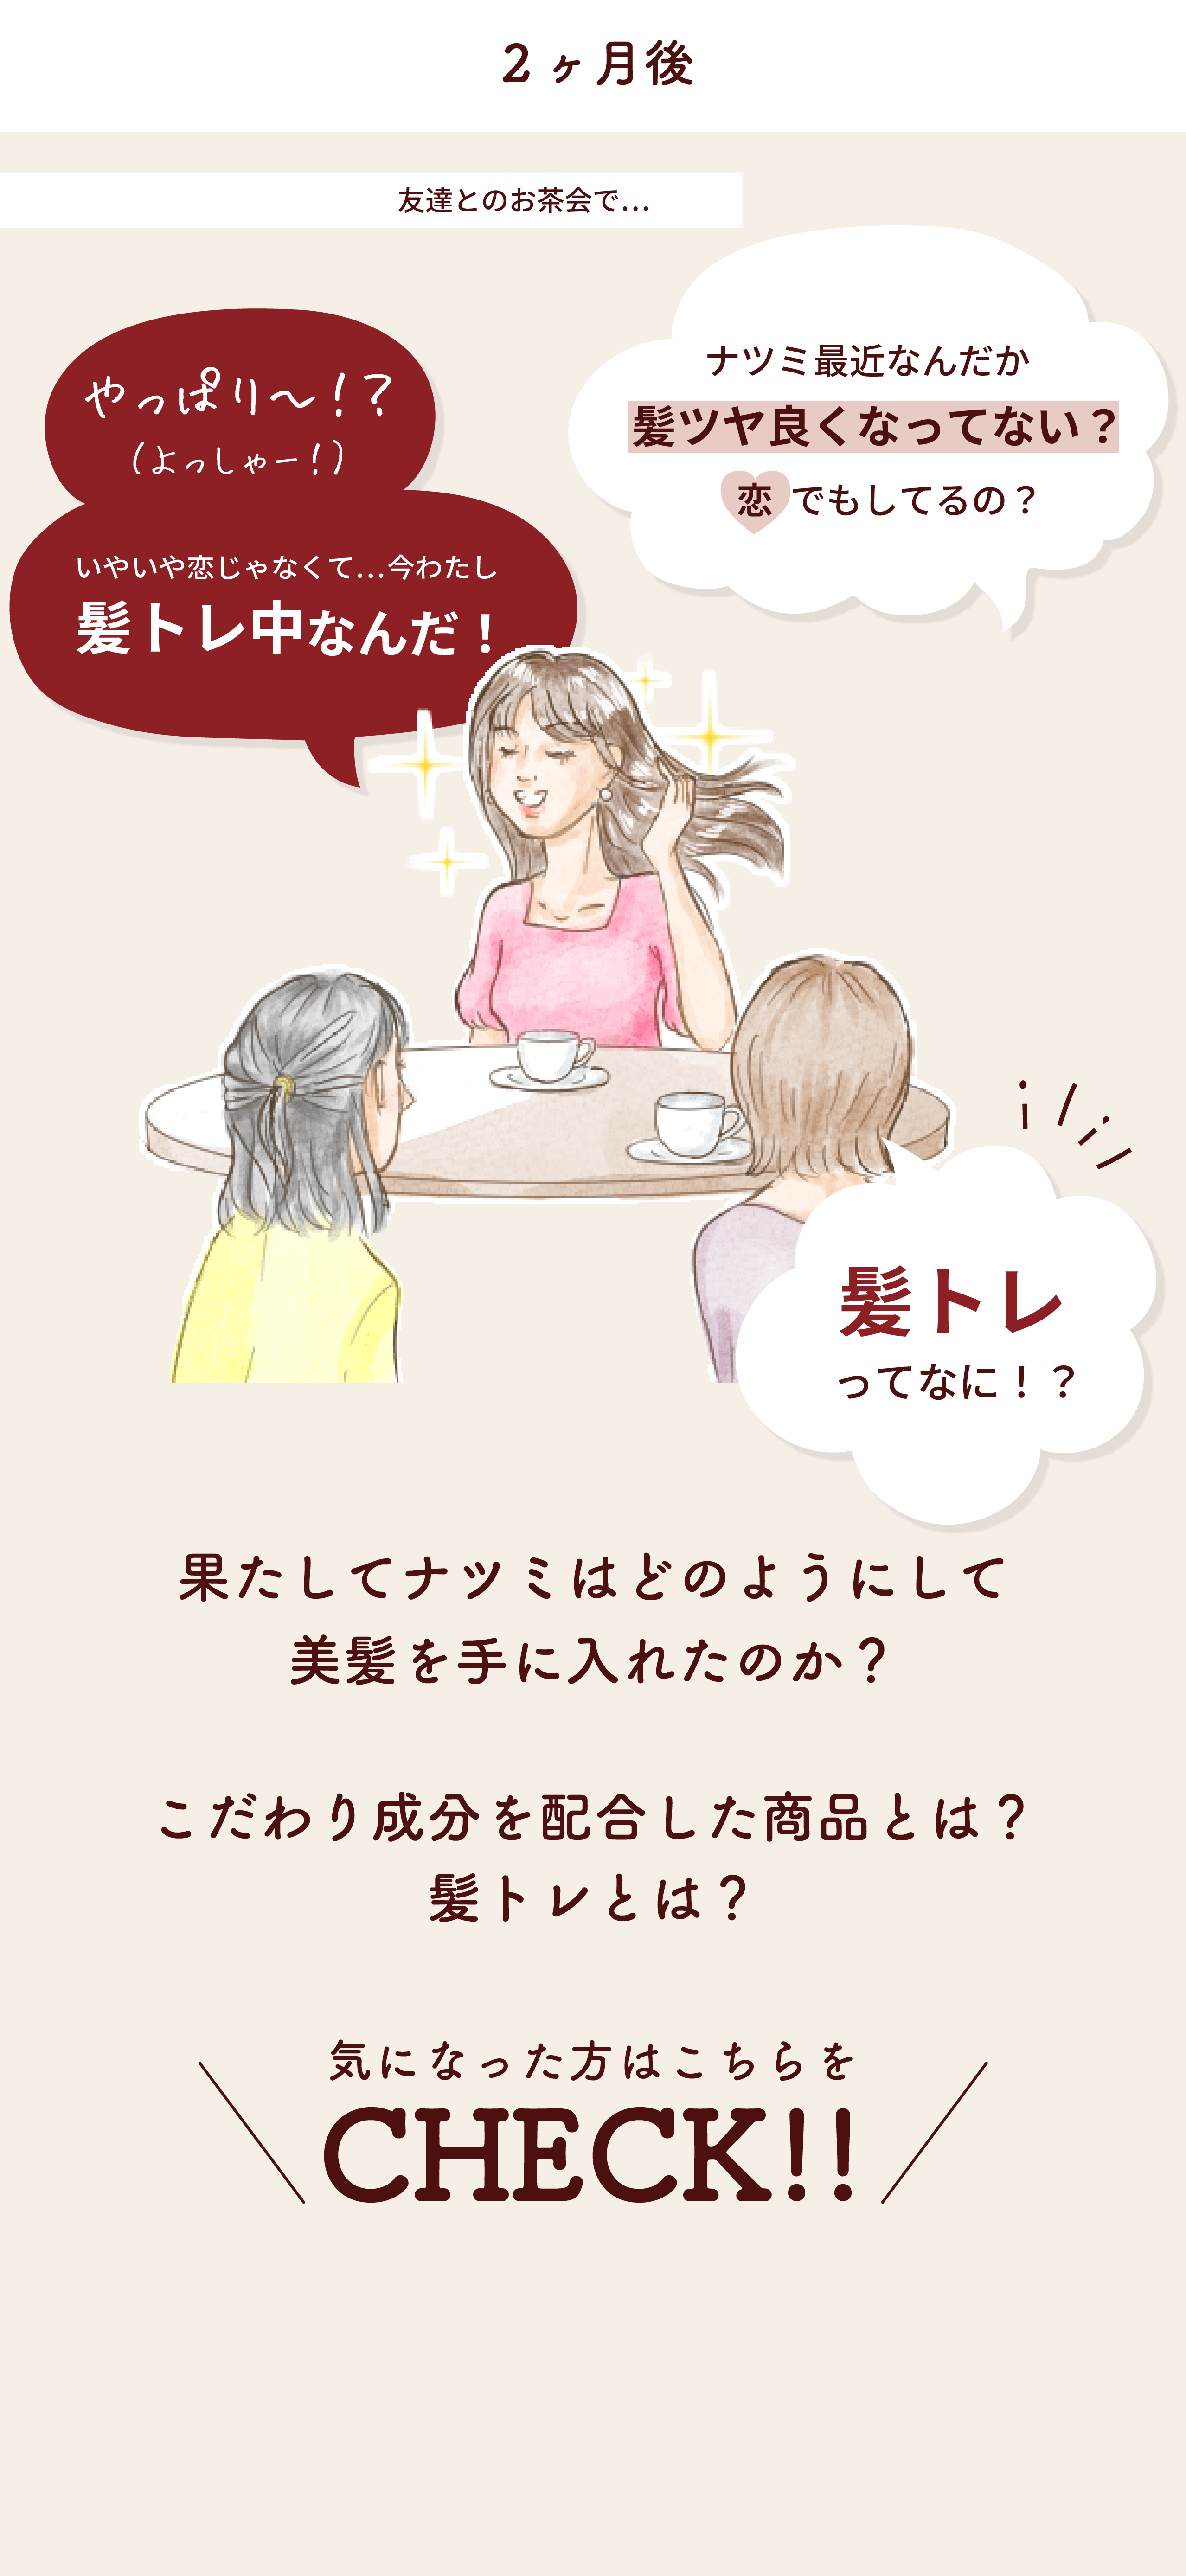 2ヶ月後
友達とのお茶会で...
ナツミ最近なんだか
髪ツヤ良くなってない？
恋でもしてるの？
やっぱり〜！？
（よっしゃー！）
いやいや恋じゃなくて...今わたし
髪トレ中なんだ！
髪トレ
ってなに！？
果たしてナツミはどのようにして
美髪を手に入れたのか？
こだわり成分を配合した商品とは？
髪トレとは？
気になった方はこちらを
CHECK!!